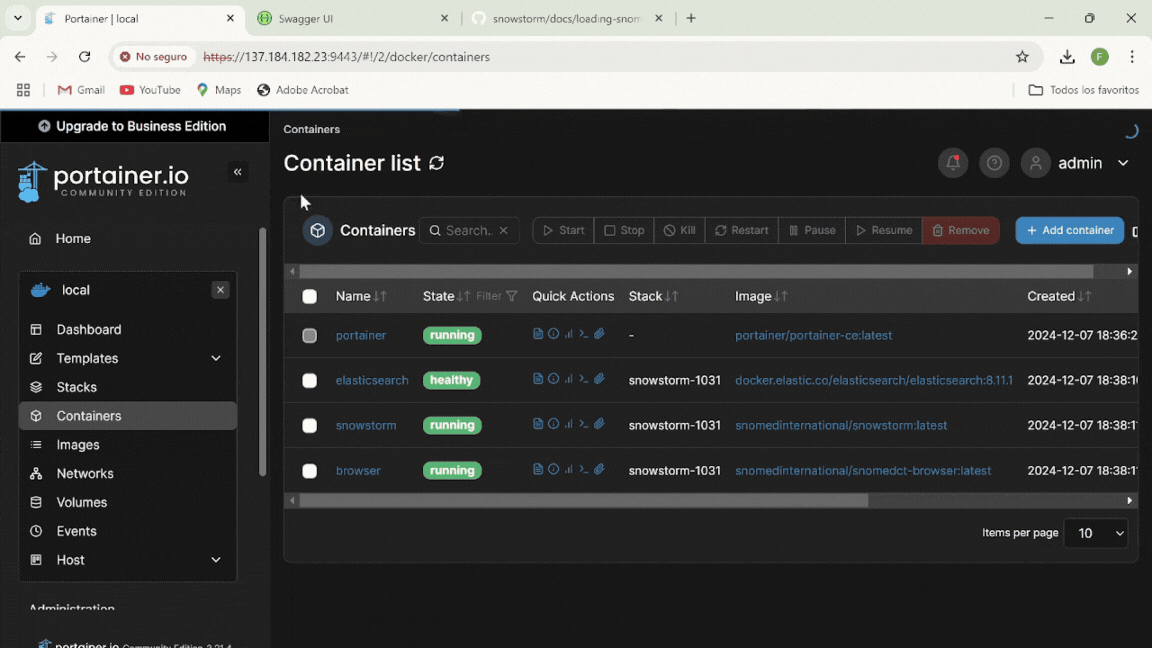 Portainer | local
Swagger UI
snowstorm/docs/loading-snom
No seguro
https://137.184.182.23:9443/#!/2/docker/containers
F
Gmail
YouTube
Maps
Adobe Acrobat
Todos los favoritos
Upgrade to Business Edition
portainer.io
COMMUNITY EDITION
Home
local
Dashboard
Templates
Stacks
Containers
Images
Networks
Volumes
Events
Host
Administration
portainer.io Community Edition 2.21.4
Containers
Container list
admin
Containers
Search..
Start
Stop
Kill
Restart
Pause
Resume
Remove
+ Add container
Name State Filter Quick Actions Stack Image Created
portainer running - portainer/portainer-ce:latest 2024-12-07 18:36:2
elasticsearch healthy snowstorm-1031 docker.elastic.co/elasticsearch/elasticsearch:8.11.1 2024-12-07 18:38:1
snowstorm running snowstorm-1031 snomedinternational/snowstorm:latest 2024-12-07 18:38:1
browser running snowstorm-1031 snomedinternational/snomedct-browser:latest 2024-12-07 18:38:1
Items per page 10